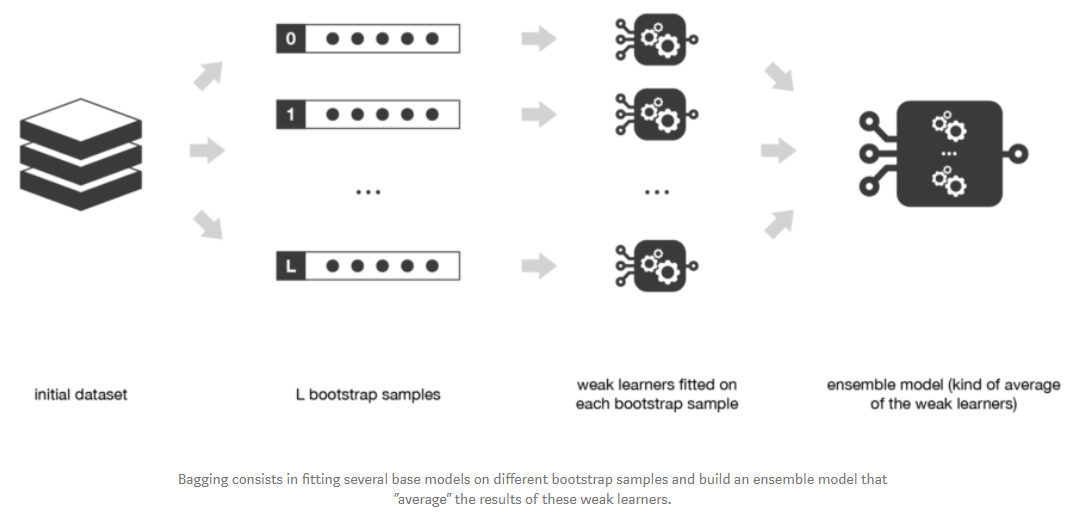 0
1
...
...
...
L
initial dataset
L bootstrap samples
weak learners fitted on
each bootstrap sample
ensemble model (kind of average
of the weak learners)
Bagging consists in fitting several base models on different bootstrap samples and build an ensemble model that
"average" the results of these weak learners.